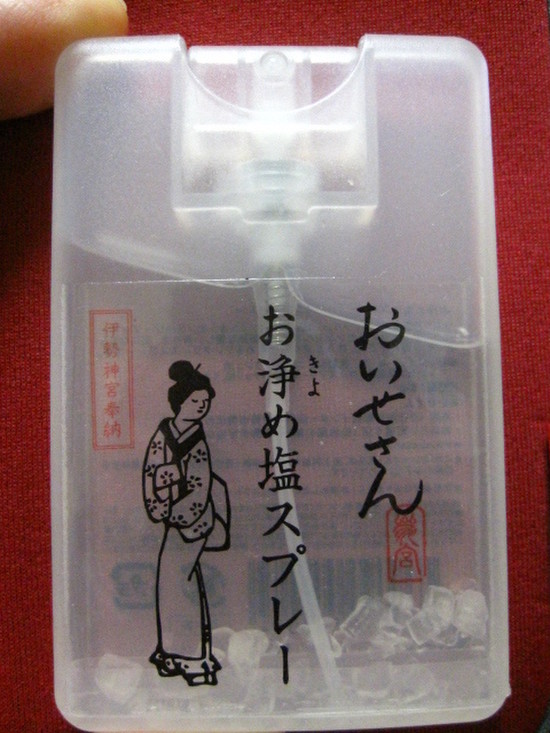 おいせさん
お浄め塩スプレー
きよ
伊勢神宮奉納